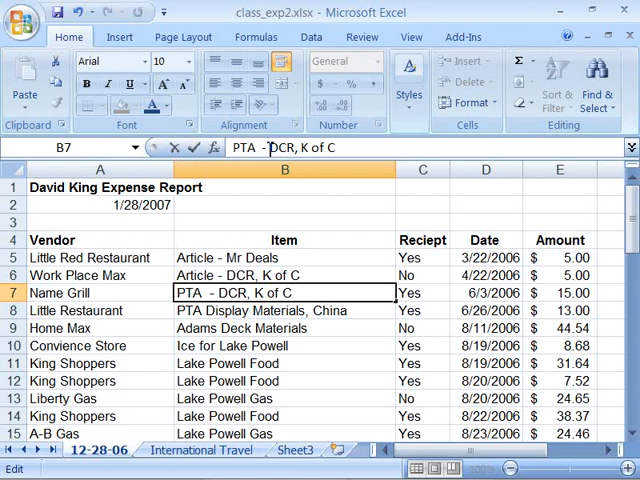 class_exp2.xlsx - Microsoft Excel
Home Insert Page Layout Formulas Data Review View Add-Ins
Paste Arial 10 General Styles Insert Delete Format Sort & Filter Find & Select
B I U A A
$ % ,
Clipboard Font Alignment Number Cells Editing
B7 fx PTA - DCR, K of C
A B C D E
1 David King Expense Report
2 1/28/2007
3
4 Vendor Item Reciept Date Amount
5 Little Red Restaurant Article - Mr Deals Yes 3/22/2006 $ 5.00
6 Work Place Max Article - DCR, K of C No 4/22/2006 $ 5.00
7 Name Grill PTA - DCR, K of C Yes 6/3/2006 $ 15.00
8 Little Restaurant PTA Display Materials, China Yes 6/26/2006 $ 13.00
9 Home Max Adams Deck Materials No 8/11/2006 $ 44.54
10 Convience Store Ice for Lake Powell Yes 8/19/2006 $ 8.68
11 King Shoppers Lake Powell Food Yes 8/19/2006 $ 31.64
12 King Shoppers Lake Powell Food Yes 8/20/2006 $ 7.52
13 Liberty Gas Lake Powell Gas No 8/20/2006 $ 24.65
14 King Shoppers Lake Powell Food Yes 8/22/2006 $ 38.37
15 A-B Gas Lake Powell Gas Yes 8/23/2006 $ 24.46
12-28-06 International Travel Sheet3
Edit 100%